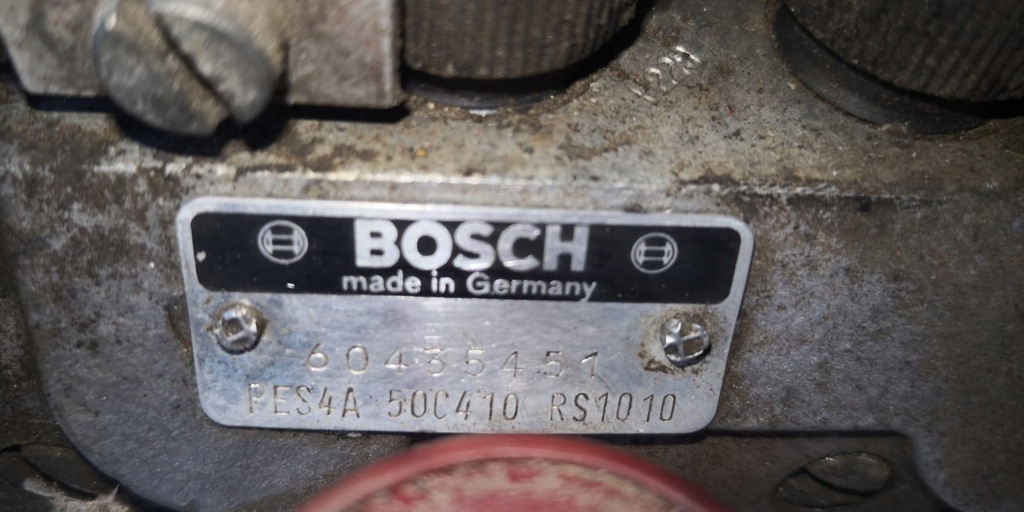 BOSCH
made in Germany
60435451
PES4A 50C410 RS1010